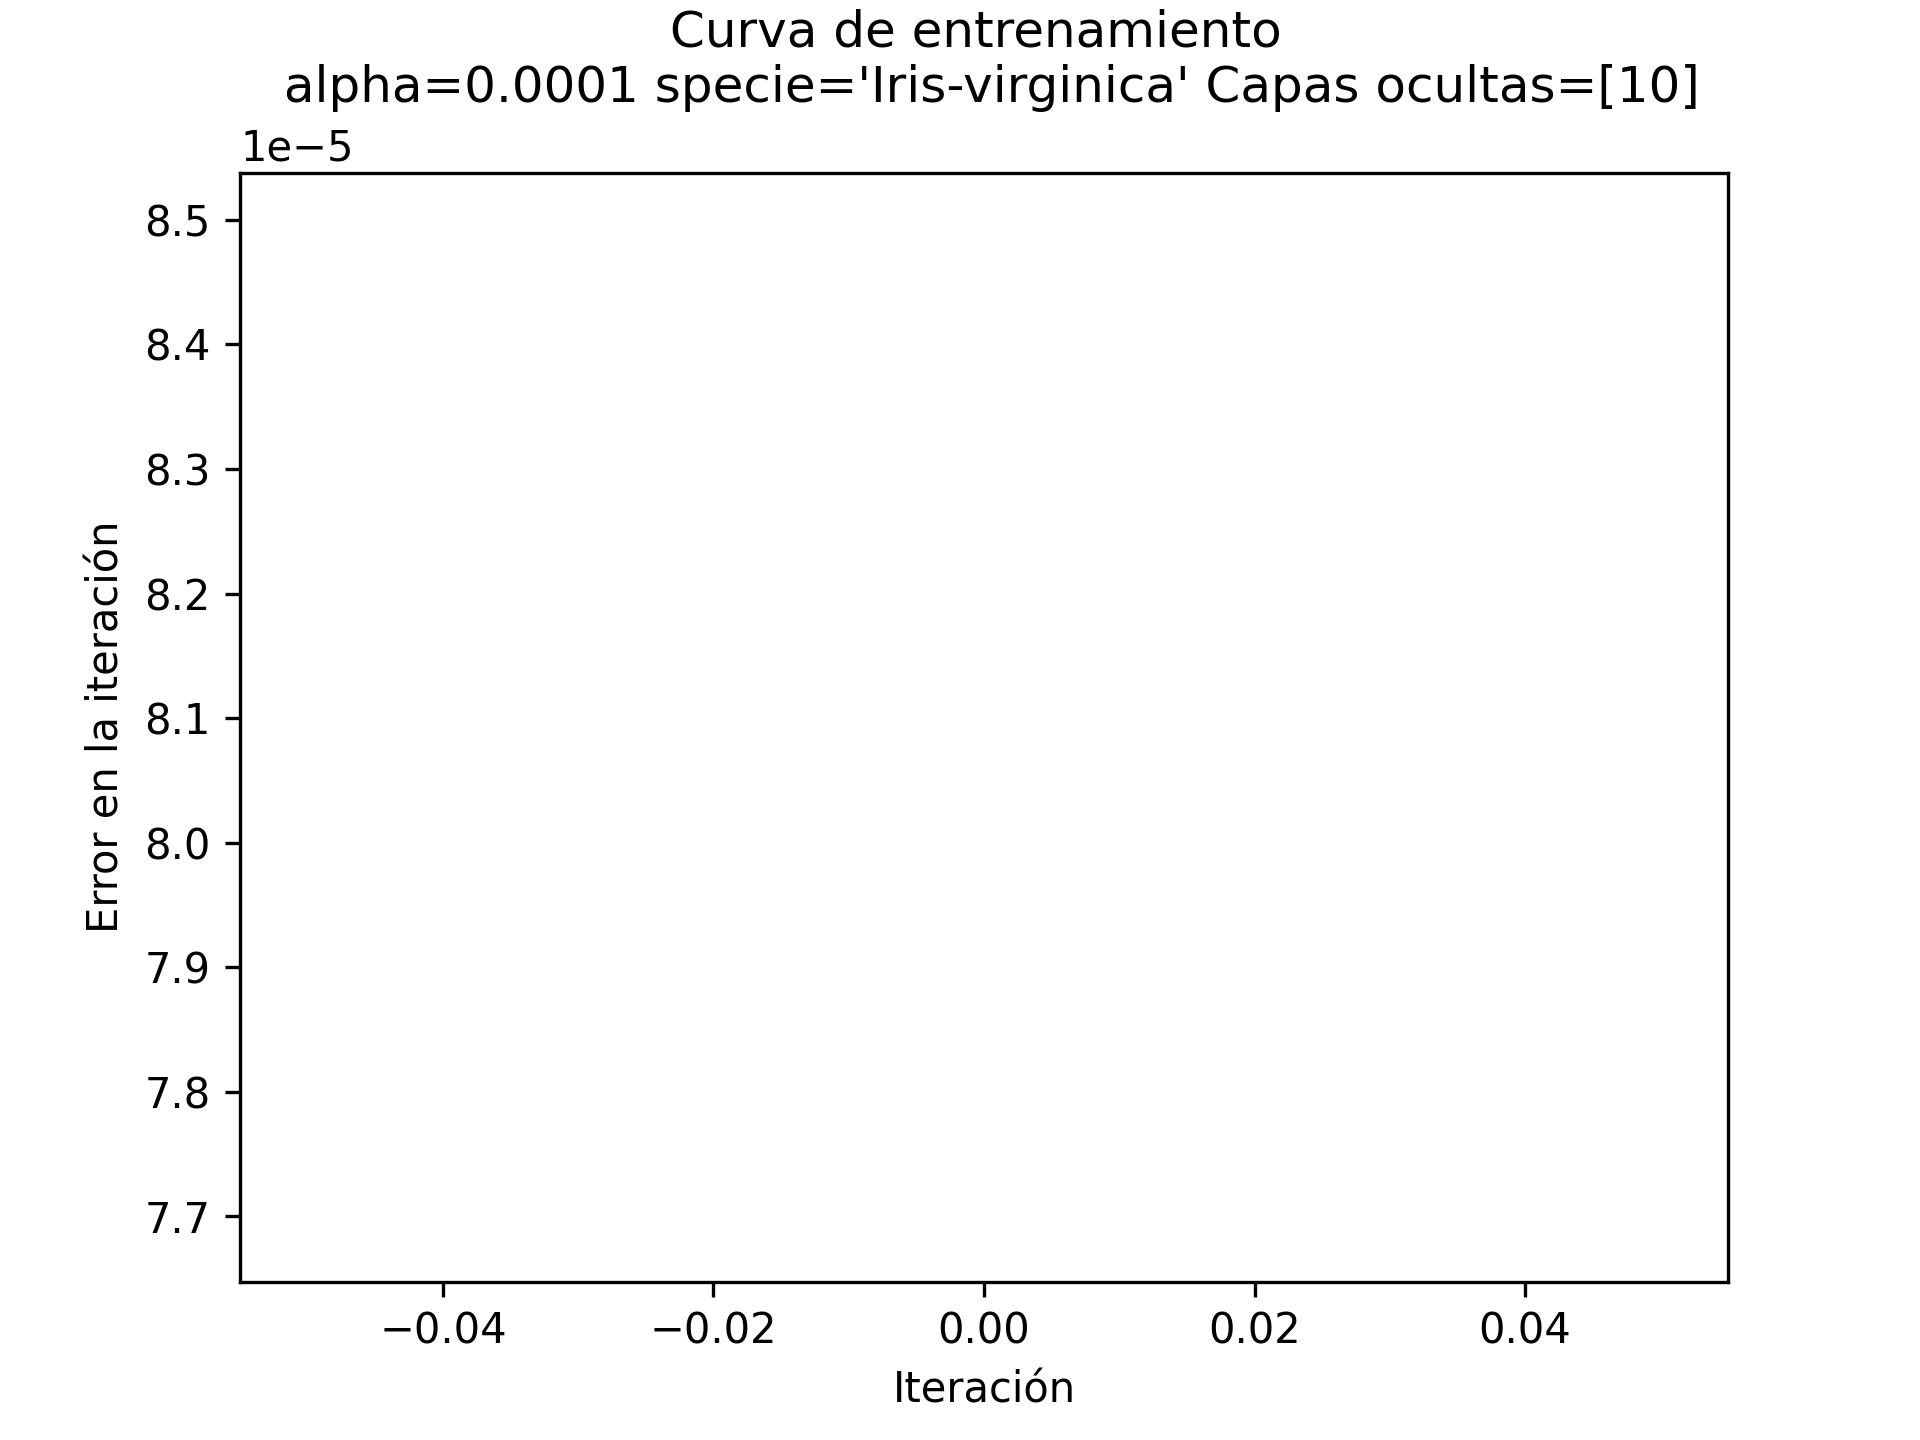 Curva de entrenamiento
alpha=0.0001 specie='Iris-virginica' Capas ocultas=[10]
1e−5
8.5
8.4
8.3
8.2
8.1
8.0
7.9
7.8
7.7
Error en la iteración
−0.04
−0.02
0.00
0.02
0.04
Iteración